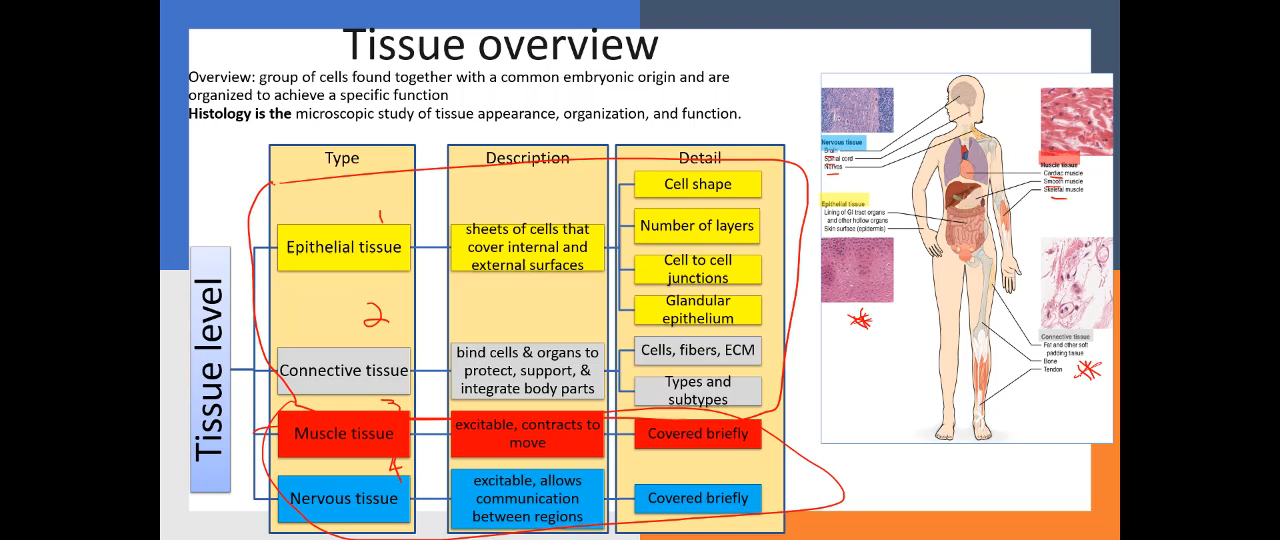 Tissue overview
Overview: group of cells found together with a common embryonic origin and are
organized to achieve a specific function
Histology is the microscopic study of tissue appearance, organization, and function.
Type
Description
Detail
Tissue level
1
Epithelial tissue
sheets of cells that
cover internal and
external surfaces
Cell shape
Number of layers
Cell to cell
junctions
Glandular
epithelium
2
Connective tissue
bind cells & organs to
protect, support, &
integrate body parts
Cells, fibers, ECM
Types and
subtypes
3
Muscle tissue
excitable, contracts to
move
Covered briefly
4
Nervous tissue
excitable, allows
communication
between regions
Covered briefly
Nervous tissue
Brain
Spinal cord
Nerves
Epithelial tissue
Lining of GI tract organs
and other hollow organs
Skin surface (epidermis)
Muscle tissue
Cardiac muscle
Smooth muscle
Skeletal muscle
Connective tissue
Fat and other soft
padding tissue
Bone
Tendon